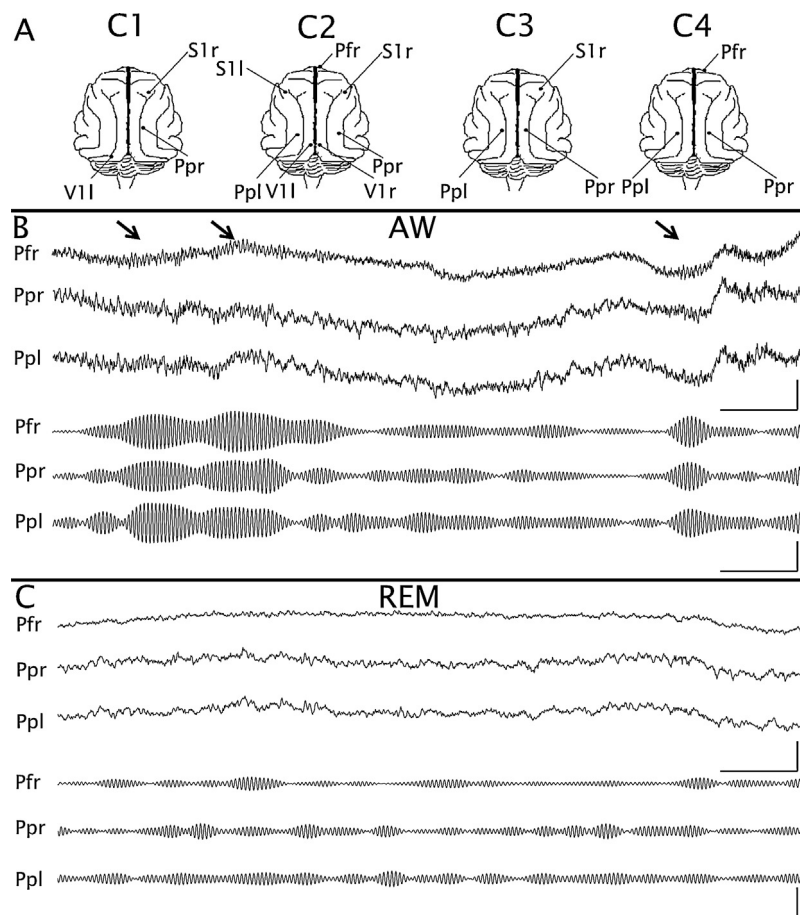 A C1 C2 C3 C4
S1r S1l Pfr S1r S1r Pfr
Ppr Ppr
V1l Ppl V1l V1r Ppl Ppr Ppl Ppr
B AW
Pfr
Ppr
Ppl
Pfr
Ppr
Ppl
C REM
Pfr
Ppr
Ppl
Pfr
Ppr
Ppl